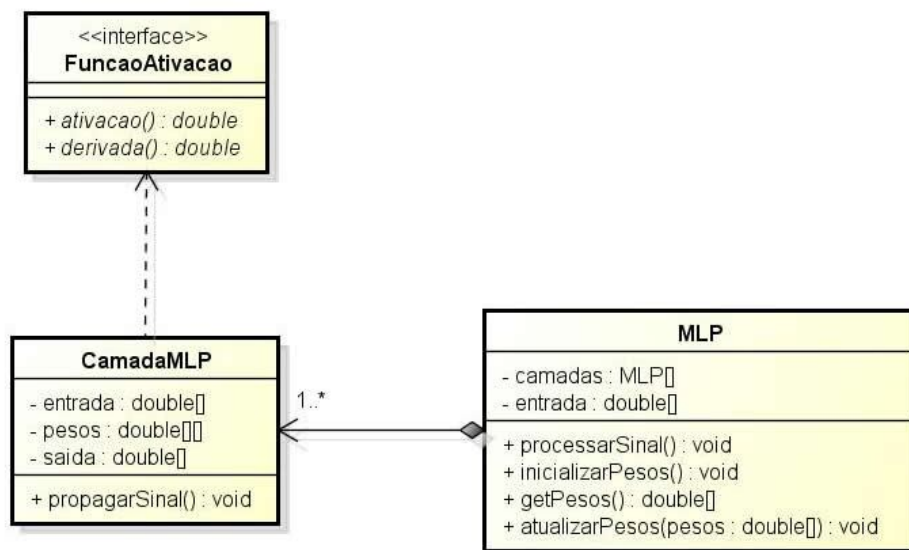 <<interface>>
FuncaoAtivacao
+ ativacao() : double
+ derivada() : double
CamadaMLP
- entrada : double[]
- pesos : double[][]
- saida : double[]
+ propagarSinal() : void
1..*
MLP
- camadas : MLP[]
- entrada : double[]
+ processarSinal() : void
+ inicializarPesos() : void
+ getPesos() : double[]
+ atualizarPesos(pesos : double[]) : void